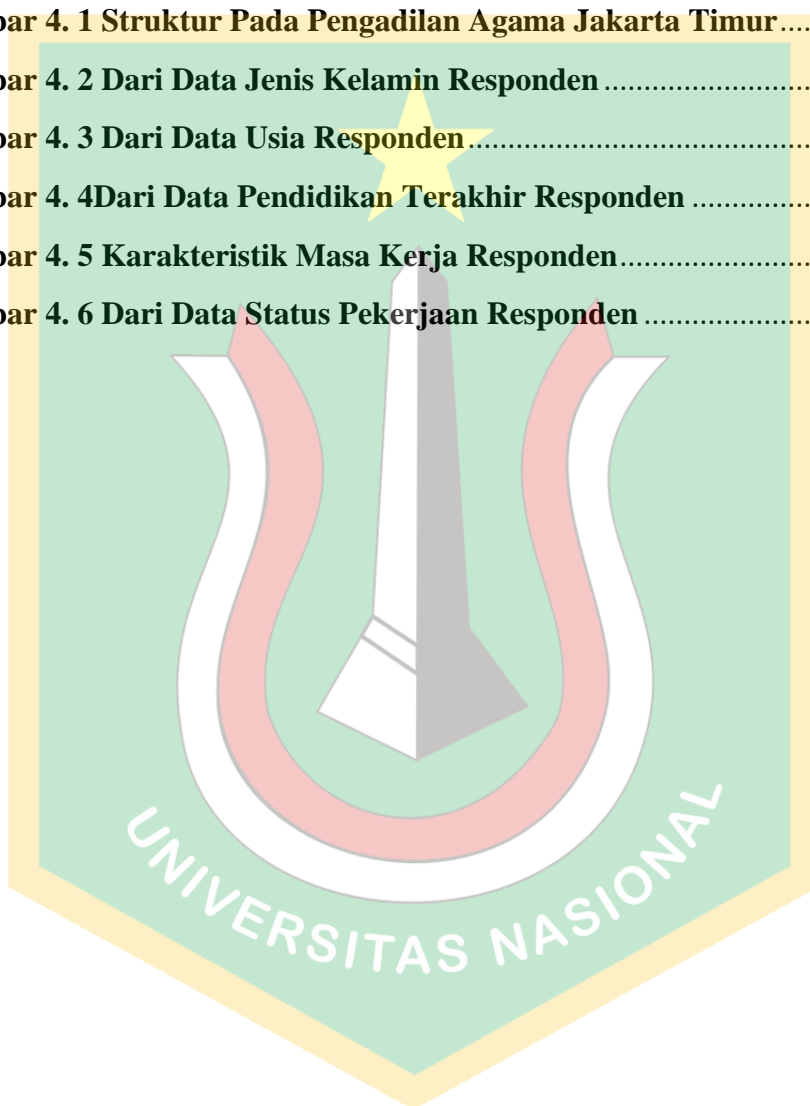 bar 4. 1 Struktur Pada Pengadilan Agama Jakarta Timur....
bar 4. 2 Dari Data Jenis Kelamin Responden..........................
bar 4. 3 Dari Data Usia Responden...........................................
bar 4. 4Dari Data Pendidikan Terakhir Responden ...............
bar 4. 5 Karakteristik Masa Kerja Responden........................
bar 4. 6 Dari Data Status Pekerjaan Responden .....................
UNIVERSITAS NASIONAL